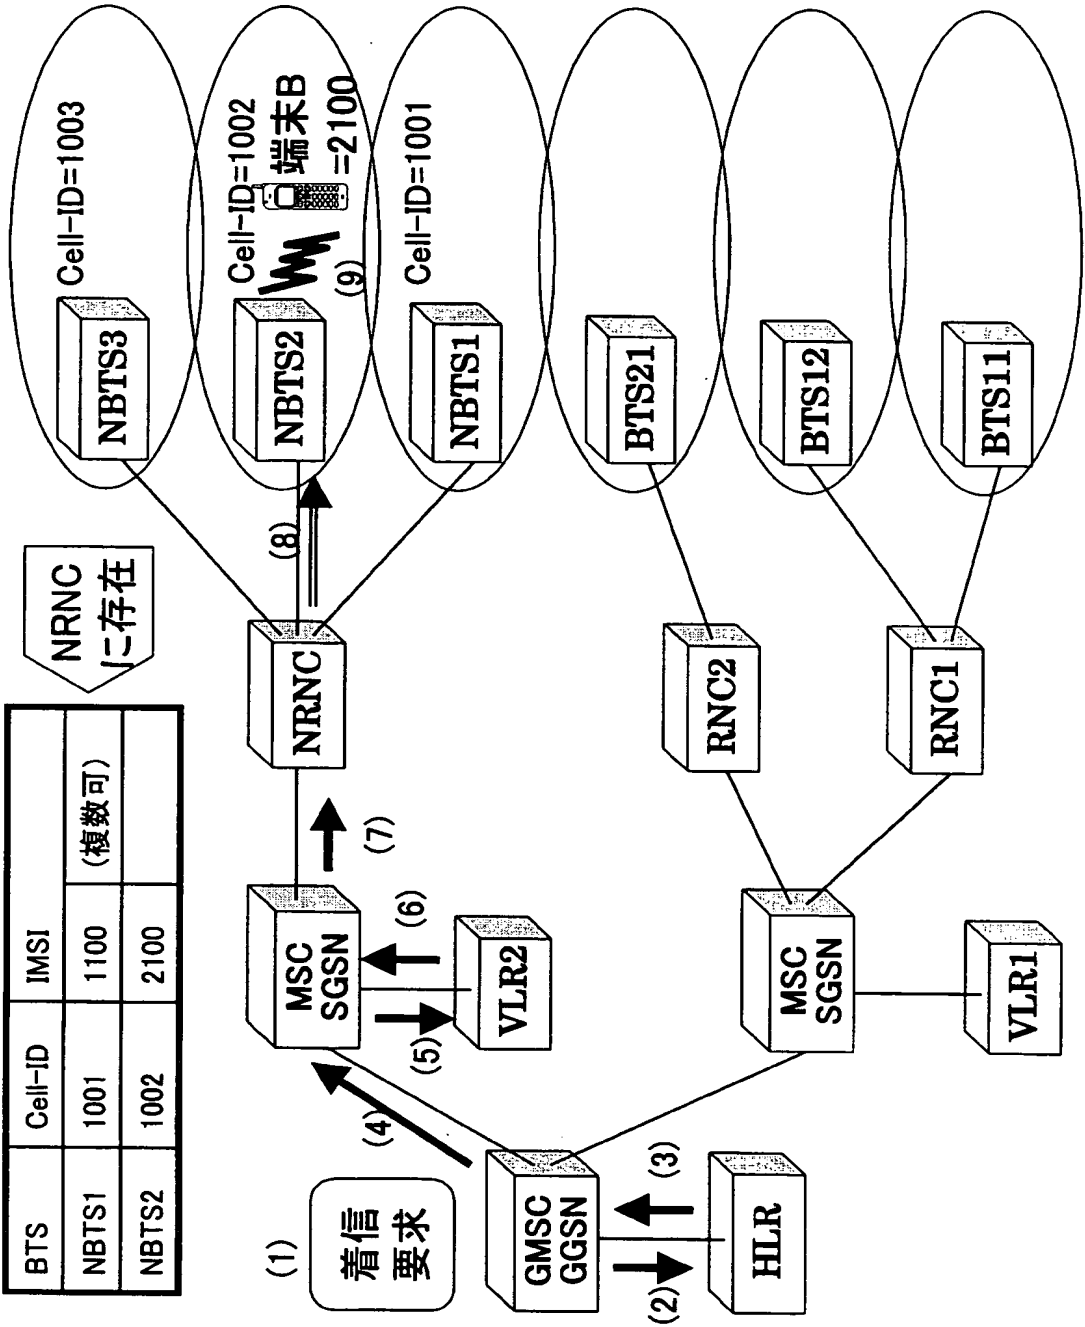 BTS Cell-ID IMSI
NBTS1 1001 1100 (複数可)
NBTS2 1002 2100
NRNC
に存在
(1)
着信
要求
GMSC
GGSN
(2)
(3)
HLR
(4)
MSC
SGSN
(5)
(6)
VLR2
(7)
NRNC
(8)
NBTS3
Cell-ID=1003
NBTS2
Cell-ID=1002
端末B
=2100
(9)
NBTS1
Cell-ID=1001
MSC
SGSN
VLR1
RNC2
RNC1
BTS21
BTS12
BTS11